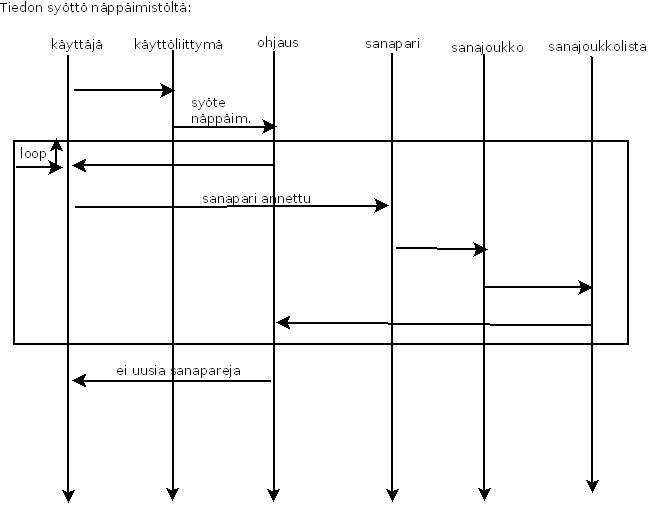 Tiedon syöttö näppäimistöltä:
käyttäjä käyttöliittymä ohjaus sanapari sanajoukko sanajoukkolista
syöte
näppäim.
loop
sanapari annettu
ei uusia sanapareja